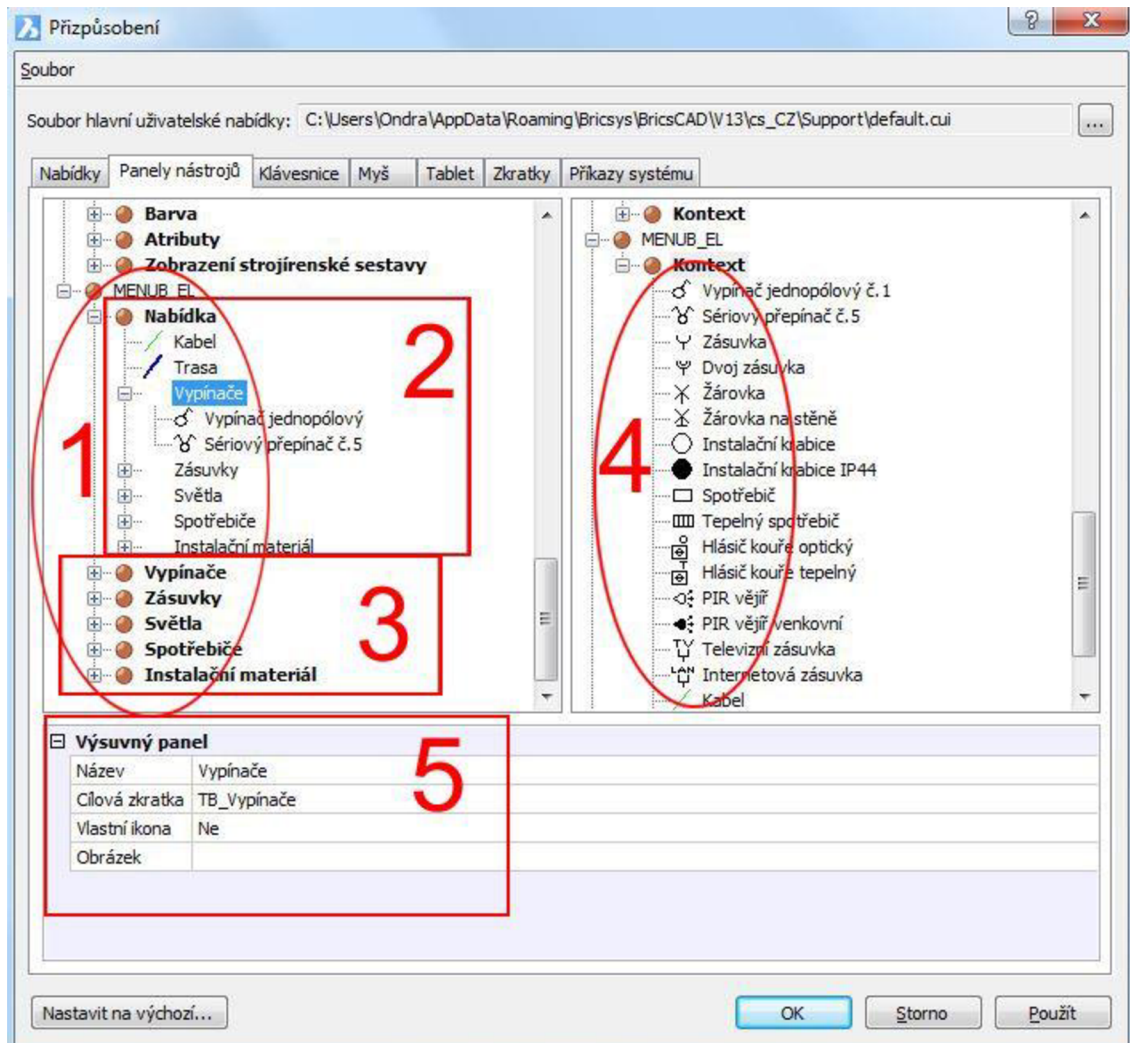 Přizpůsobení
Soubor
Soubor hlavní uživatelské nabídky: C:\Users\Ondra\AppData\Roaming\Bricsys\BricsCAD\V13\cs_CZ\Support\default.cui ...
Nabídky Panely nástrojů Klávesnice Myš Tablet Zkratky Příkazy systému
Barva
Atributy
Zobrazení strojírenské sestavy
MENUB_EL
Nabídka
Kabel
Trasa
Vypínače
Vypínač jednopólový
Sériový přepínač č.5
Zásuvky
Světla
Spotřebiče
Instalační materiál
Vypínače
Zásuvky
Světla
Spotřebiče
Instalační materiál
1
2
3
Kontext
MENUB_EL
Kontext
Vypínač jednopólový č.1
Sériový přepínač č.5
Zásuvka
Dvoj zásuvka
Žárovka
Žárovka na stěně
Instalační krabice
Instalační krabice IP44
Spotřebič
Tepelný spotřebič
Hlásič kouře optický
Hlásič kouře tepelný
PIR vějíř
PIR vějíř venkovní
Televizní zásuvka
Internetová zásuvka
Kabel
4
Výsuvný panel
Název Vypínače
Cílová zkratka TB_Vypínače
Vlastní ikona Ne
Obrázek
5
Nastavit na výchozí... OK Storno Použít